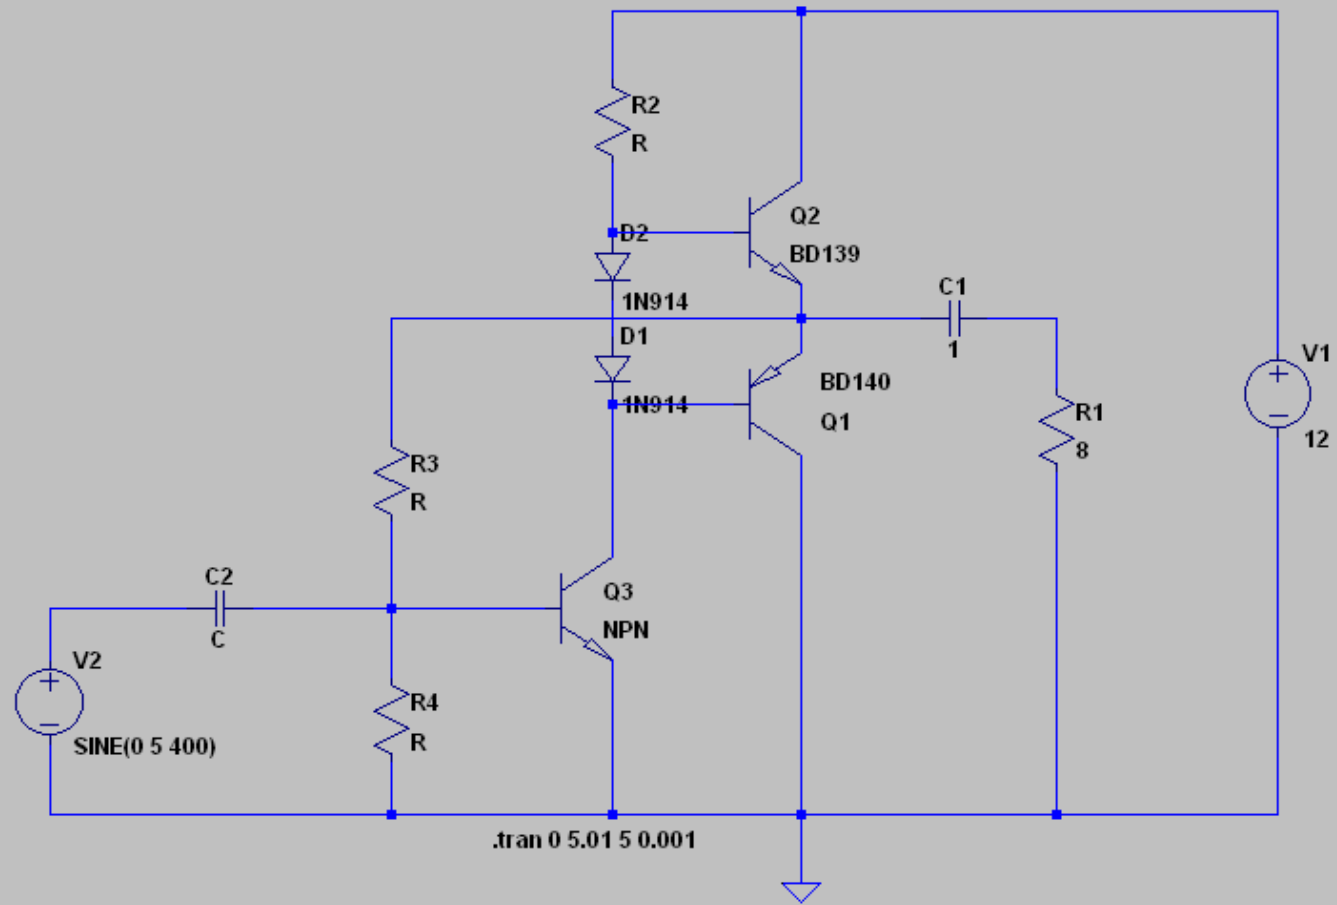 R2
R
Q2
BD139
D2
1N914
D1
1N914
C1
1
BD140
Q1
V1
12
R1
8
R3
R
C2
C
Q3
NPN
V2
SINE(0 5 400)
R4
R
.tran 0 5.01 5 0.001